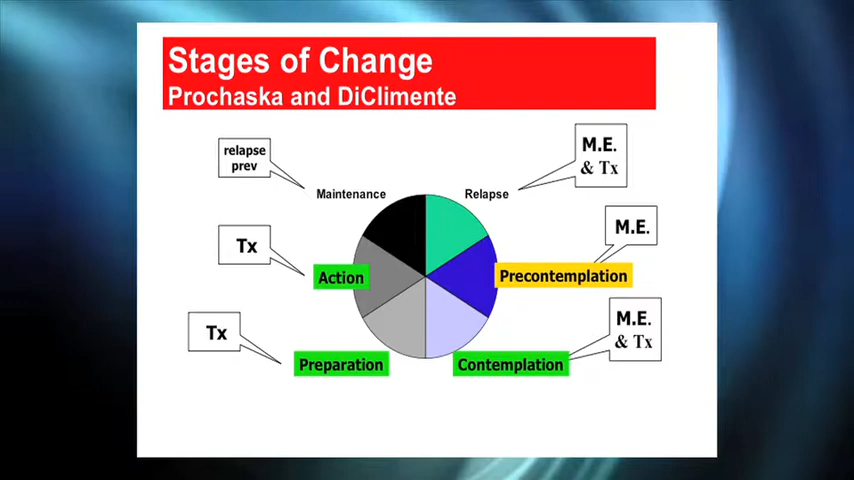 Stages of Change
Prochaska and DiClimente
relapse
prev
M.E.
& Tx
Maintenance
Relapse
Tx
M.E.
Action
Precontemplation
Tx
M.E.
& Tx
Preparation
Contemplation